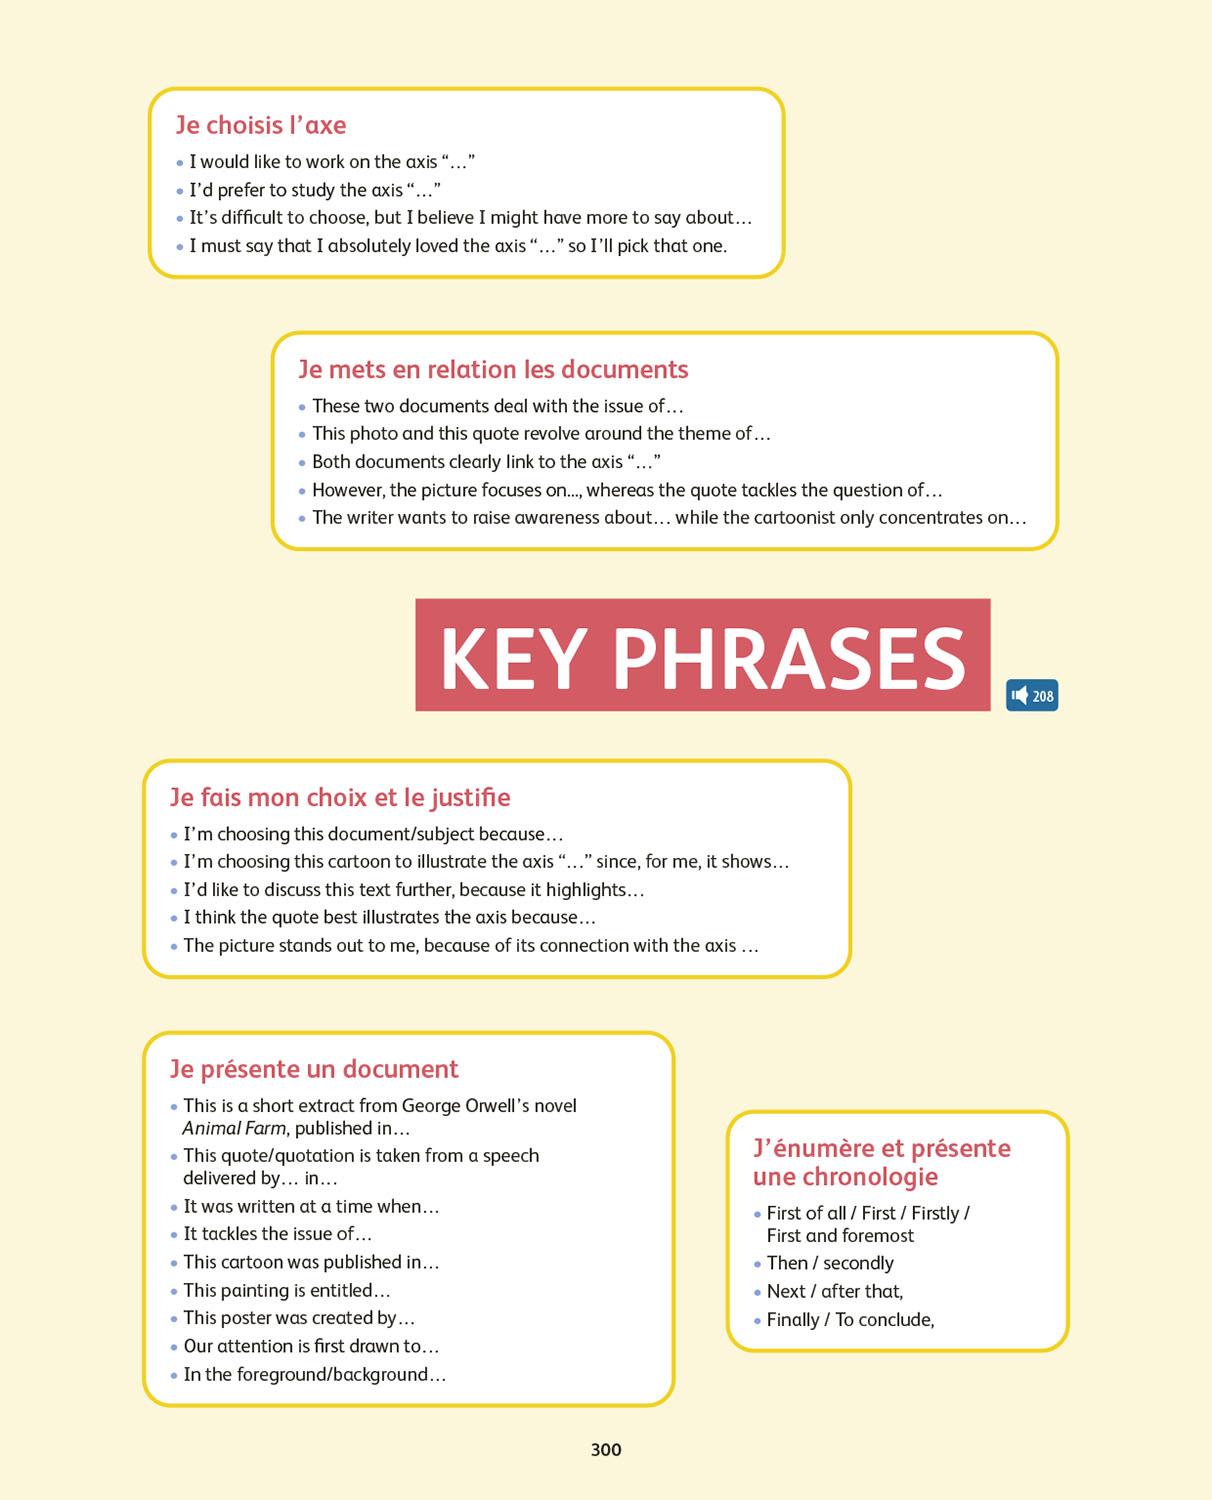 Je choisis l’axe
• I would like to work on the axis “…”
• I’d prefer to study the axis “…”
• It’s difficult to choose, but I believe I might have more to say about…
• I must say that I absolutely loved the axis “…” so I’ll pick that one.
Je mets en relation les documents
• These two documents deal with the issue of…
• This photo and this quote revolve around the theme of…
• Both documents clearly link to the axis “…”
• However, the picture focuses on..., whereas the quote tackles the question of…
• The writer wants to raise awareness about… while the cartoonist only concentrates on…
KEY PHRASES
208
Je fais mon choix et le justifie
• I’m choosing this document/subject because…
• I’m choosing this cartoon to illustrate the axis “…” since, for me, it shows…
• I’d like to discuss this text further, because it highlights…
• I think the quote best illustrates the axis because…
• The picture stands out to me, because of its connection with the axis …
Je présente un document
• This is a short extract from George Orwell’s novel
Animal Farm, published in…
• This quote/quotation is taken from a speech
delivered by… in…
• It was written at a time when…
• It tackles the issue of…
• This cartoon was published in…
• This painting is entitled…
• This poster was created by…
• Our attention is first drawn to…
• In the foreground/background…
J’énumère et présente
une chronologie
• First of all / First / Firstly /
First and foremost
• Then / secondly
• Next / after that,
• Finally / To conclude,
300